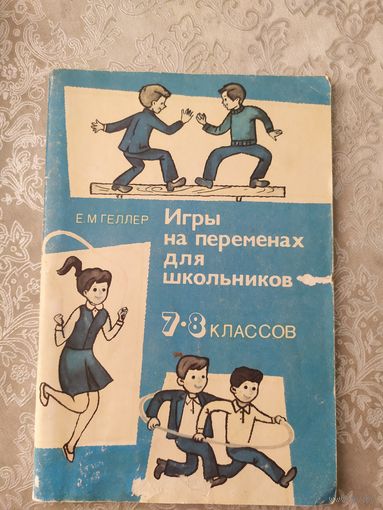 Е.М ГЕЛЛЕР
Игры
на переменах
для
школьников
7-8 КЛАССОВ